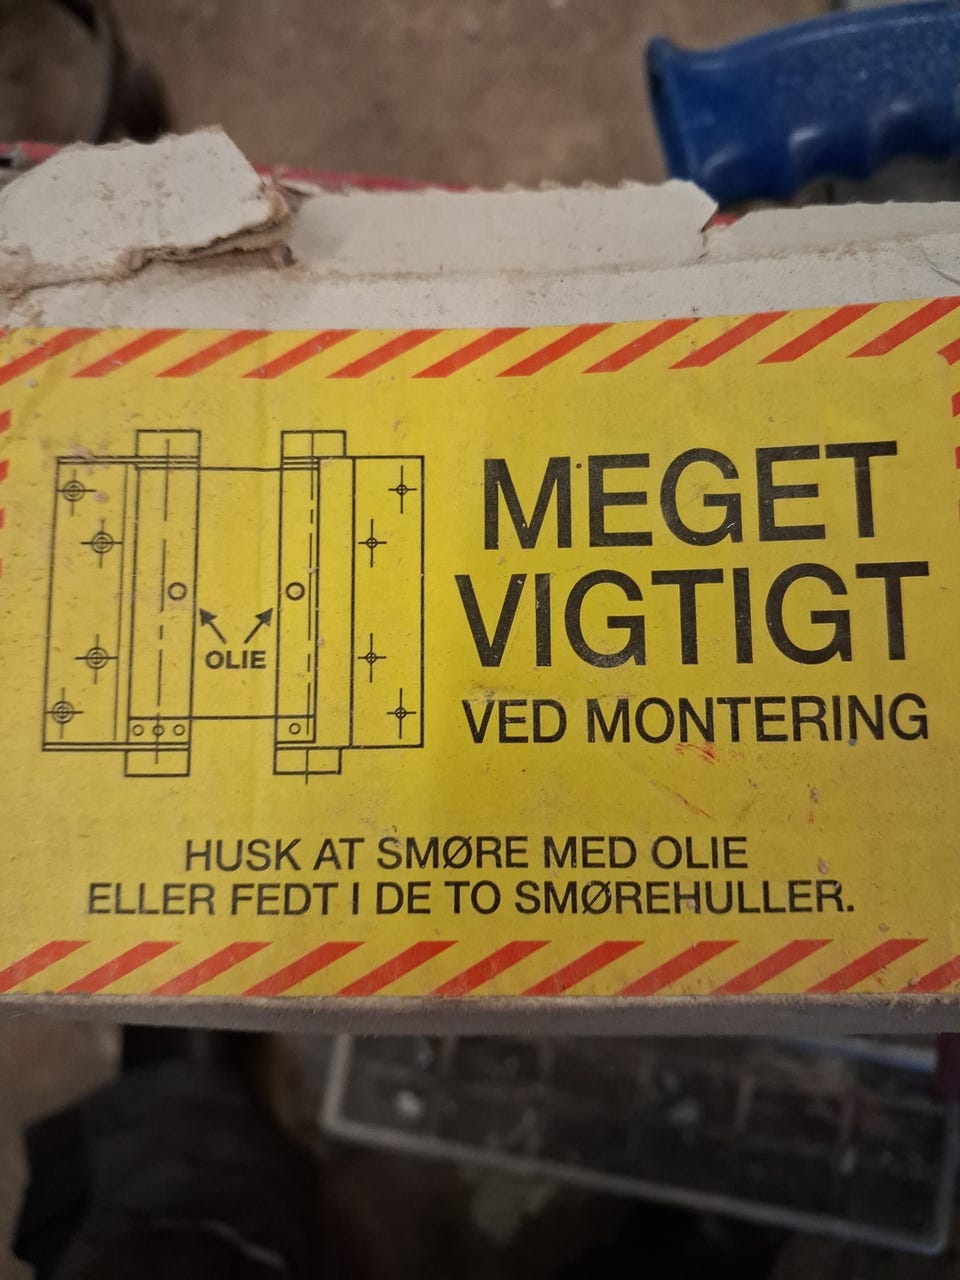 MEGET
VIGTIGT
VED MONTERING
OLIE
HUSK AT SMØRE MED OLIE
ELLER FEDT I DE TO SMØREHULLER.